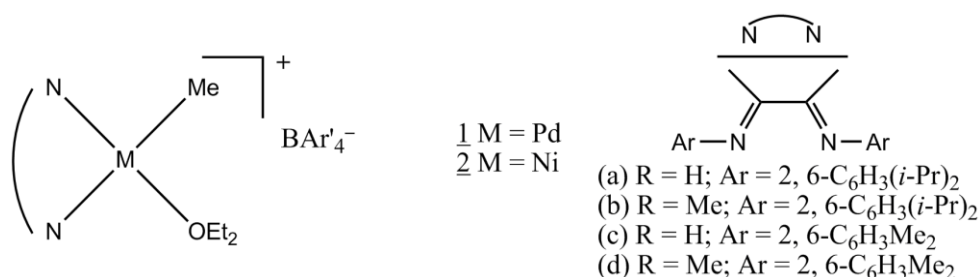 N N
N Me +
M BAr'₄⁻
N OEt₂
1 M = Pd
2 M = Ni
Ar N N Ar
(a) R = H; Ar = 2, 6-C₆H₃(i-Pr)₂
(b) R = Me; Ar = 2, 6-C₆H₃(i-Pr)₂
(c) R = H; Ar = 2, 6-C₆H₃Me₂
(d) R = Me; Ar = 2, 6-C₆H₃Me₂